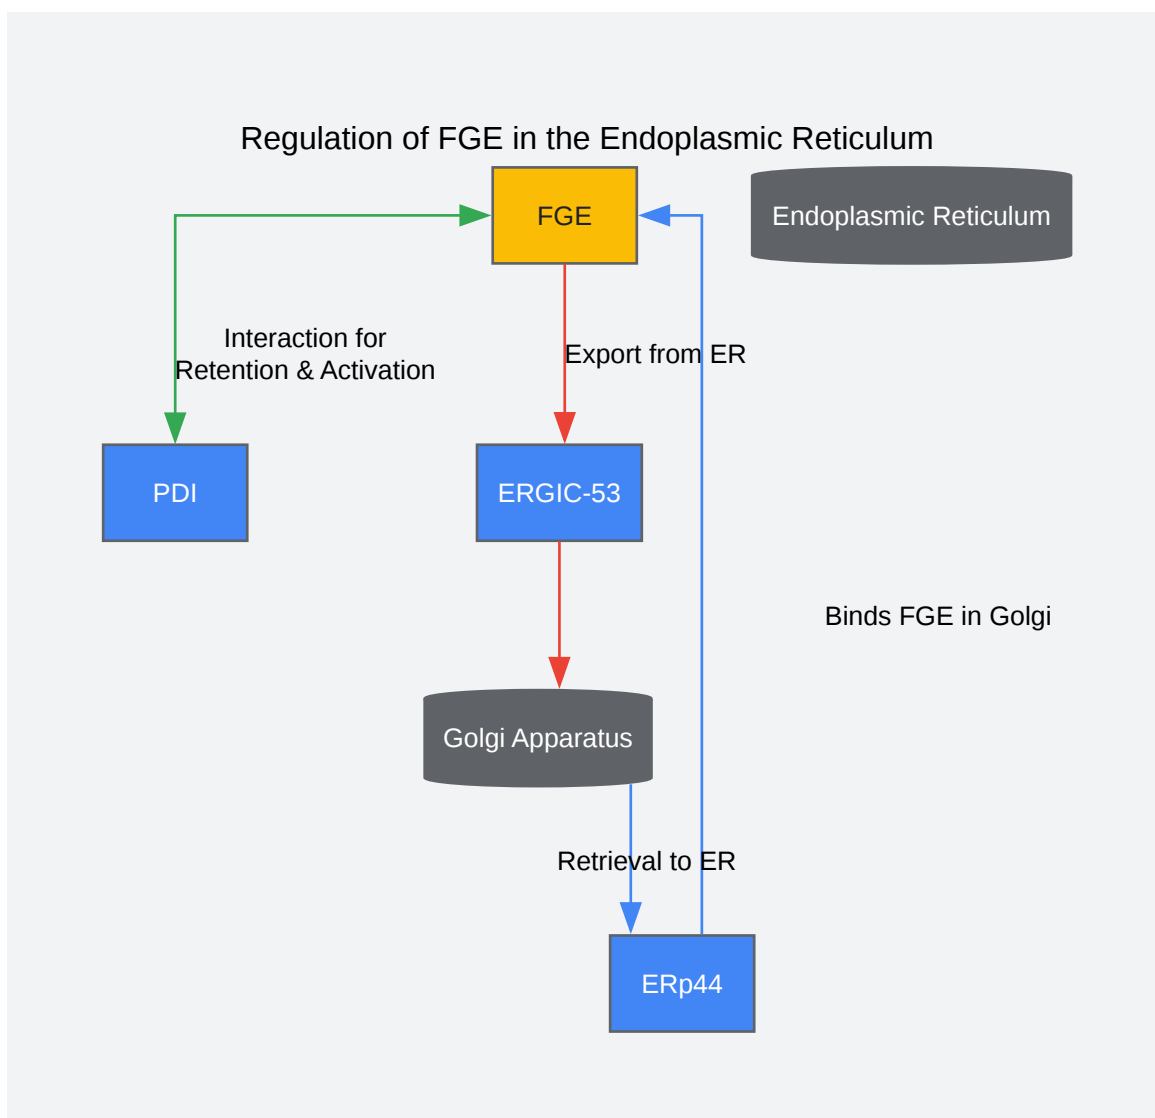 Regulation of FGE in the Endoplasmic Reticulum
FGE
Endoplasmic Reticulum
Interaction for
Retention & Activation
Export from ER
PDI
ERGIC-53
Binds FGE in Golgi
Golgi Apparatus
Retrieval to ER
ERp44